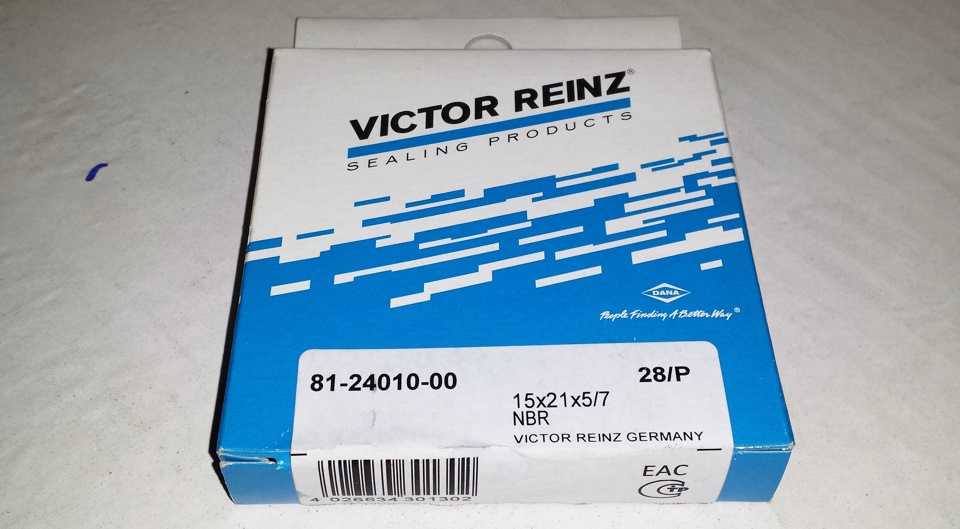 VICTOR REINZ®
SEALING PRODUCTS
DANA
People Finding A Better Way®
81-24010-00
28/P
15x21x5/7
NBR
VICTOR REINZ GERMANY
4 026634 301302
EAC